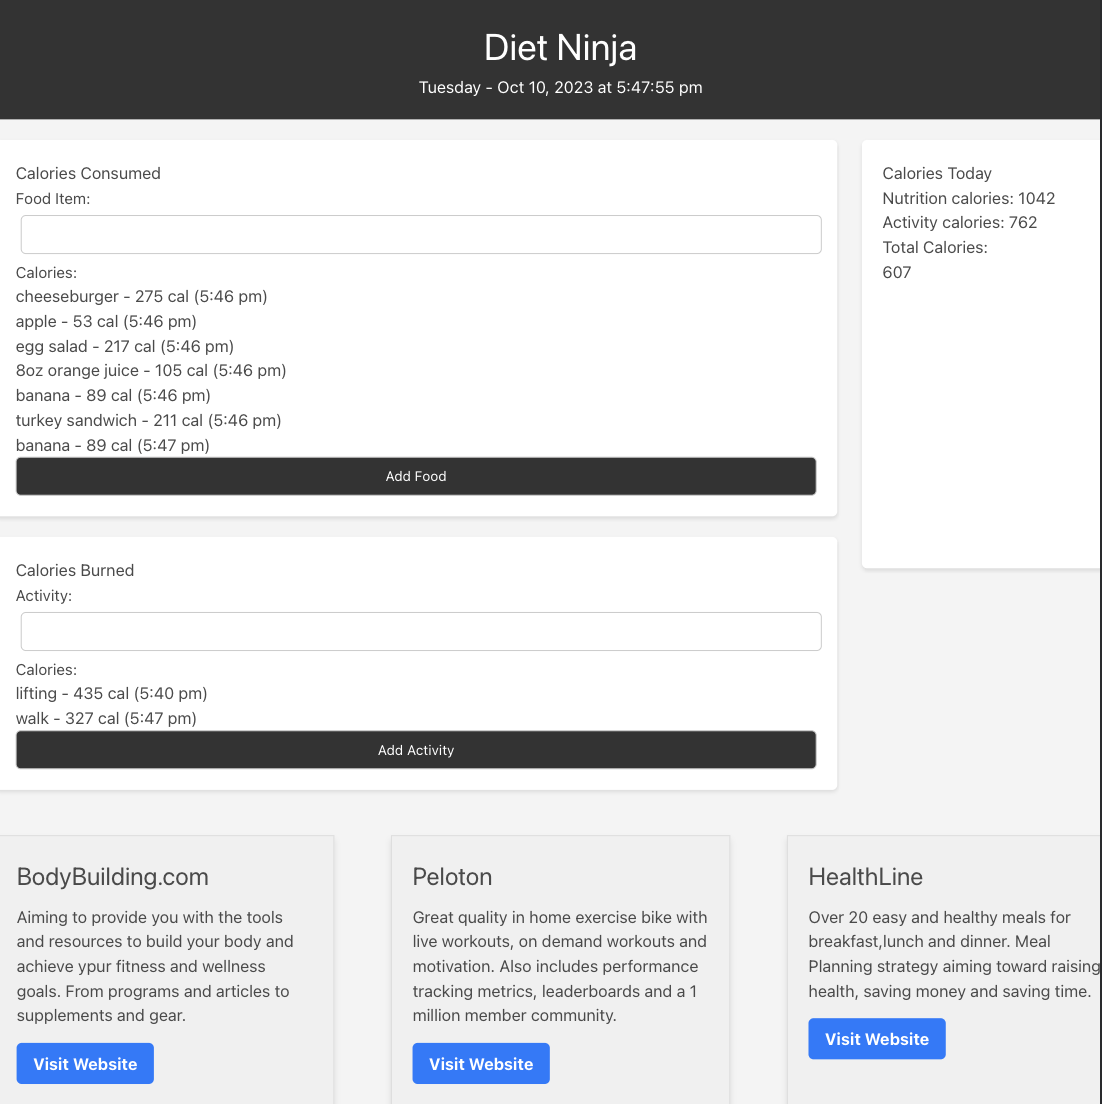 Diet Ninja
Tuesday - Oct 10, 2023 at 5:47:55 pm
Calories Consumed
Food Item:
Calories:
cheeseburger - 275 cal (5:46 pm)
apple - 53 cal (5:46 pm)
egg salad - 217 cal (5:46 pm)
8oz orange juice - 105 cal (5:46 pm)
banana - 89 cal (5:46 pm)
turkey sandwich - 211 cal (5:46 pm)
banana - 89 cal (5:47 pm)
Add Food
Calories Today
Nutrition calories: 1042
Activity calories: 762
Total Calories:
607
Calories Burned
Activity:
Calories:
lifting - 435 cal (5:40 pm)
walk - 327 cal (5:47 pm)
Add Activity
BodyBuilding.com
Aiming to provide you with the tools
and resources to build your body and
achieve ypur fitness and wellness
goals. From programs and articles to
supplements and gear.
Visit Website
Peloton
Great quality in home exercise bike with
live workouts, on demand workouts and
motivation. Also includes performance
tracking metrics, leaderboards and a 1
million member community.
Visit Website
HealthLine
Over 20 easy and healthy meals for
breakfast,lunch and dinner. Meal
Planning strategy aiming toward raising
health, saving money and saving time.
Visit Website